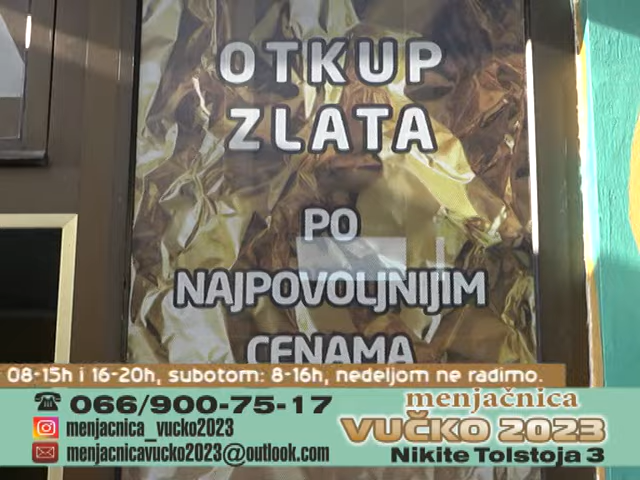 OTKUP
ZLATA
PO
NAJPOVOLJNIJIM
CENAMA
08-15h i 16-20h, subotom: 8-16h, nedeljom ne radimo.
066/900-75-17
menjacnica_vucko2023
menjacnicavucko2023@outlook.com
menjačnica
VUČKO 2023
Nikite Tolstoja 3